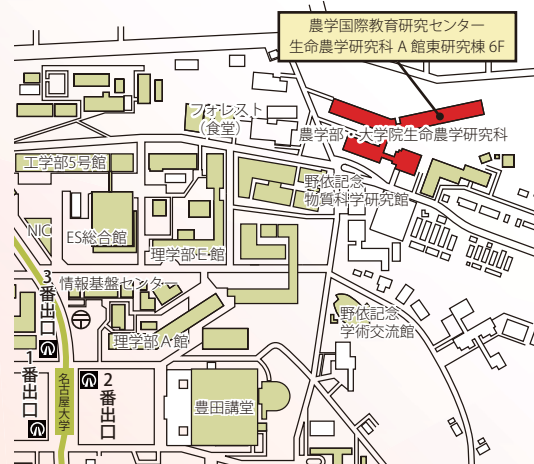 農学国際教育研究センター
生命農学研究科 A 館東研究棟 6F
フォレスト
（食堂）
農学部・大学院生命農学研究科
工学部5号館
野依記念
物質科学研究館
NIC
ES総合館
理学部E館
情報基盤センター
3番出口
野依記念
学術交流館
理学部A館
1番出口
名古屋大学
2番出口
豊田講堂